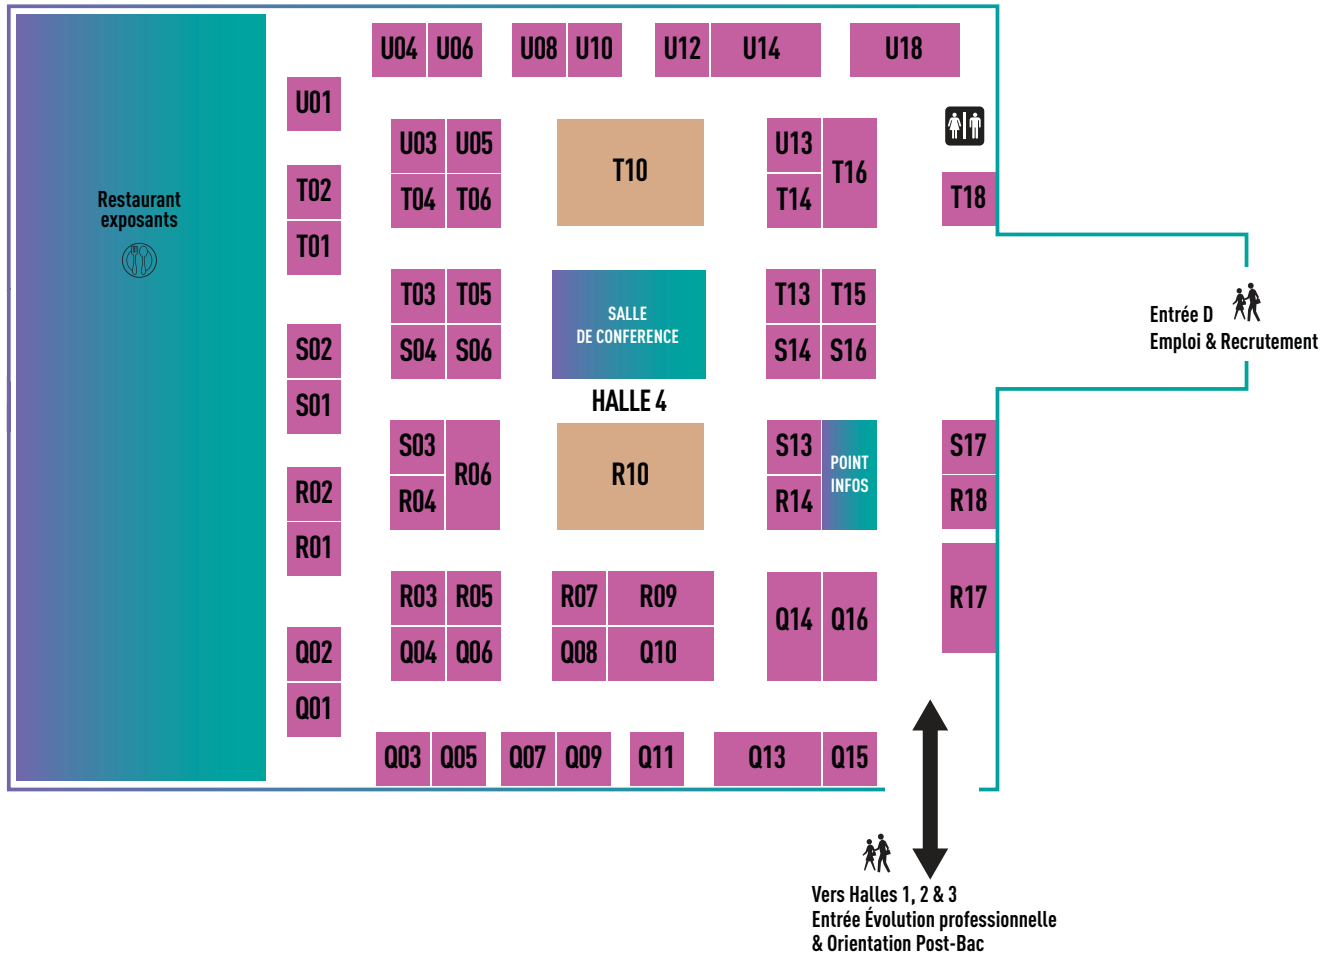 U04 U06 U08 U10 U12 U14 U18
U01
U03 U05 T10 U13 T16
T02 T04 T06 T14 T18
Restaurant
exposants
T01
T03 T05 T13 T15
SALLE
DE CONFERENCE
Entrée D
Emploi & Recrutement
S02 S04 S06 S14 S16
HALLE 4
S01
S03 R06 R10 S13 S17
POINT
INFOS
R02 R04 R14 R18
R01
R03 R05 R07 R09 Q14 Q16 R17
Q02 Q04 Q06 Q08 Q10
Q01
Q03 Q05 Q07 Q09 Q11 Q13 Q15
Vers Halles 1, 2 & 3
Entrée Évolution professionnelle
& Orientation Post-Bac